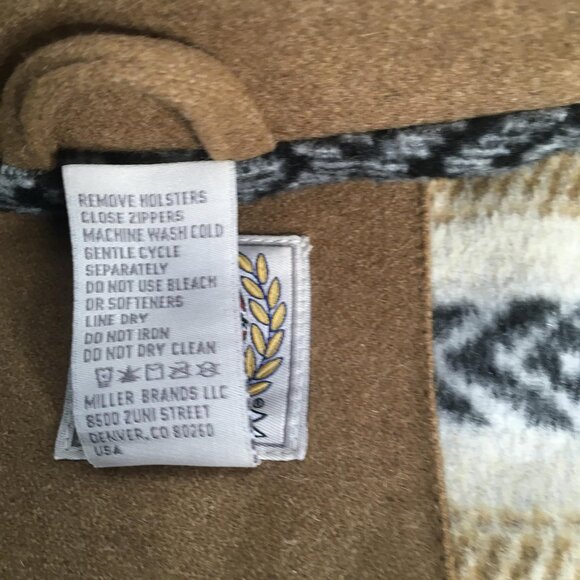 REMOVE HOLSTERS
CLOSE ZIPPERS
MACHINE WASH COLD
GENTLE CYCLE
SEPARATELY
DO NOT USE BLEACH
OR SOFTENERS
LINE DRY
DO NOT IRON
DO NOT DRY CLEAN
MILLER BRANDS LLC
8500 ZUNI STREET
DENVER, CO 80260
USA